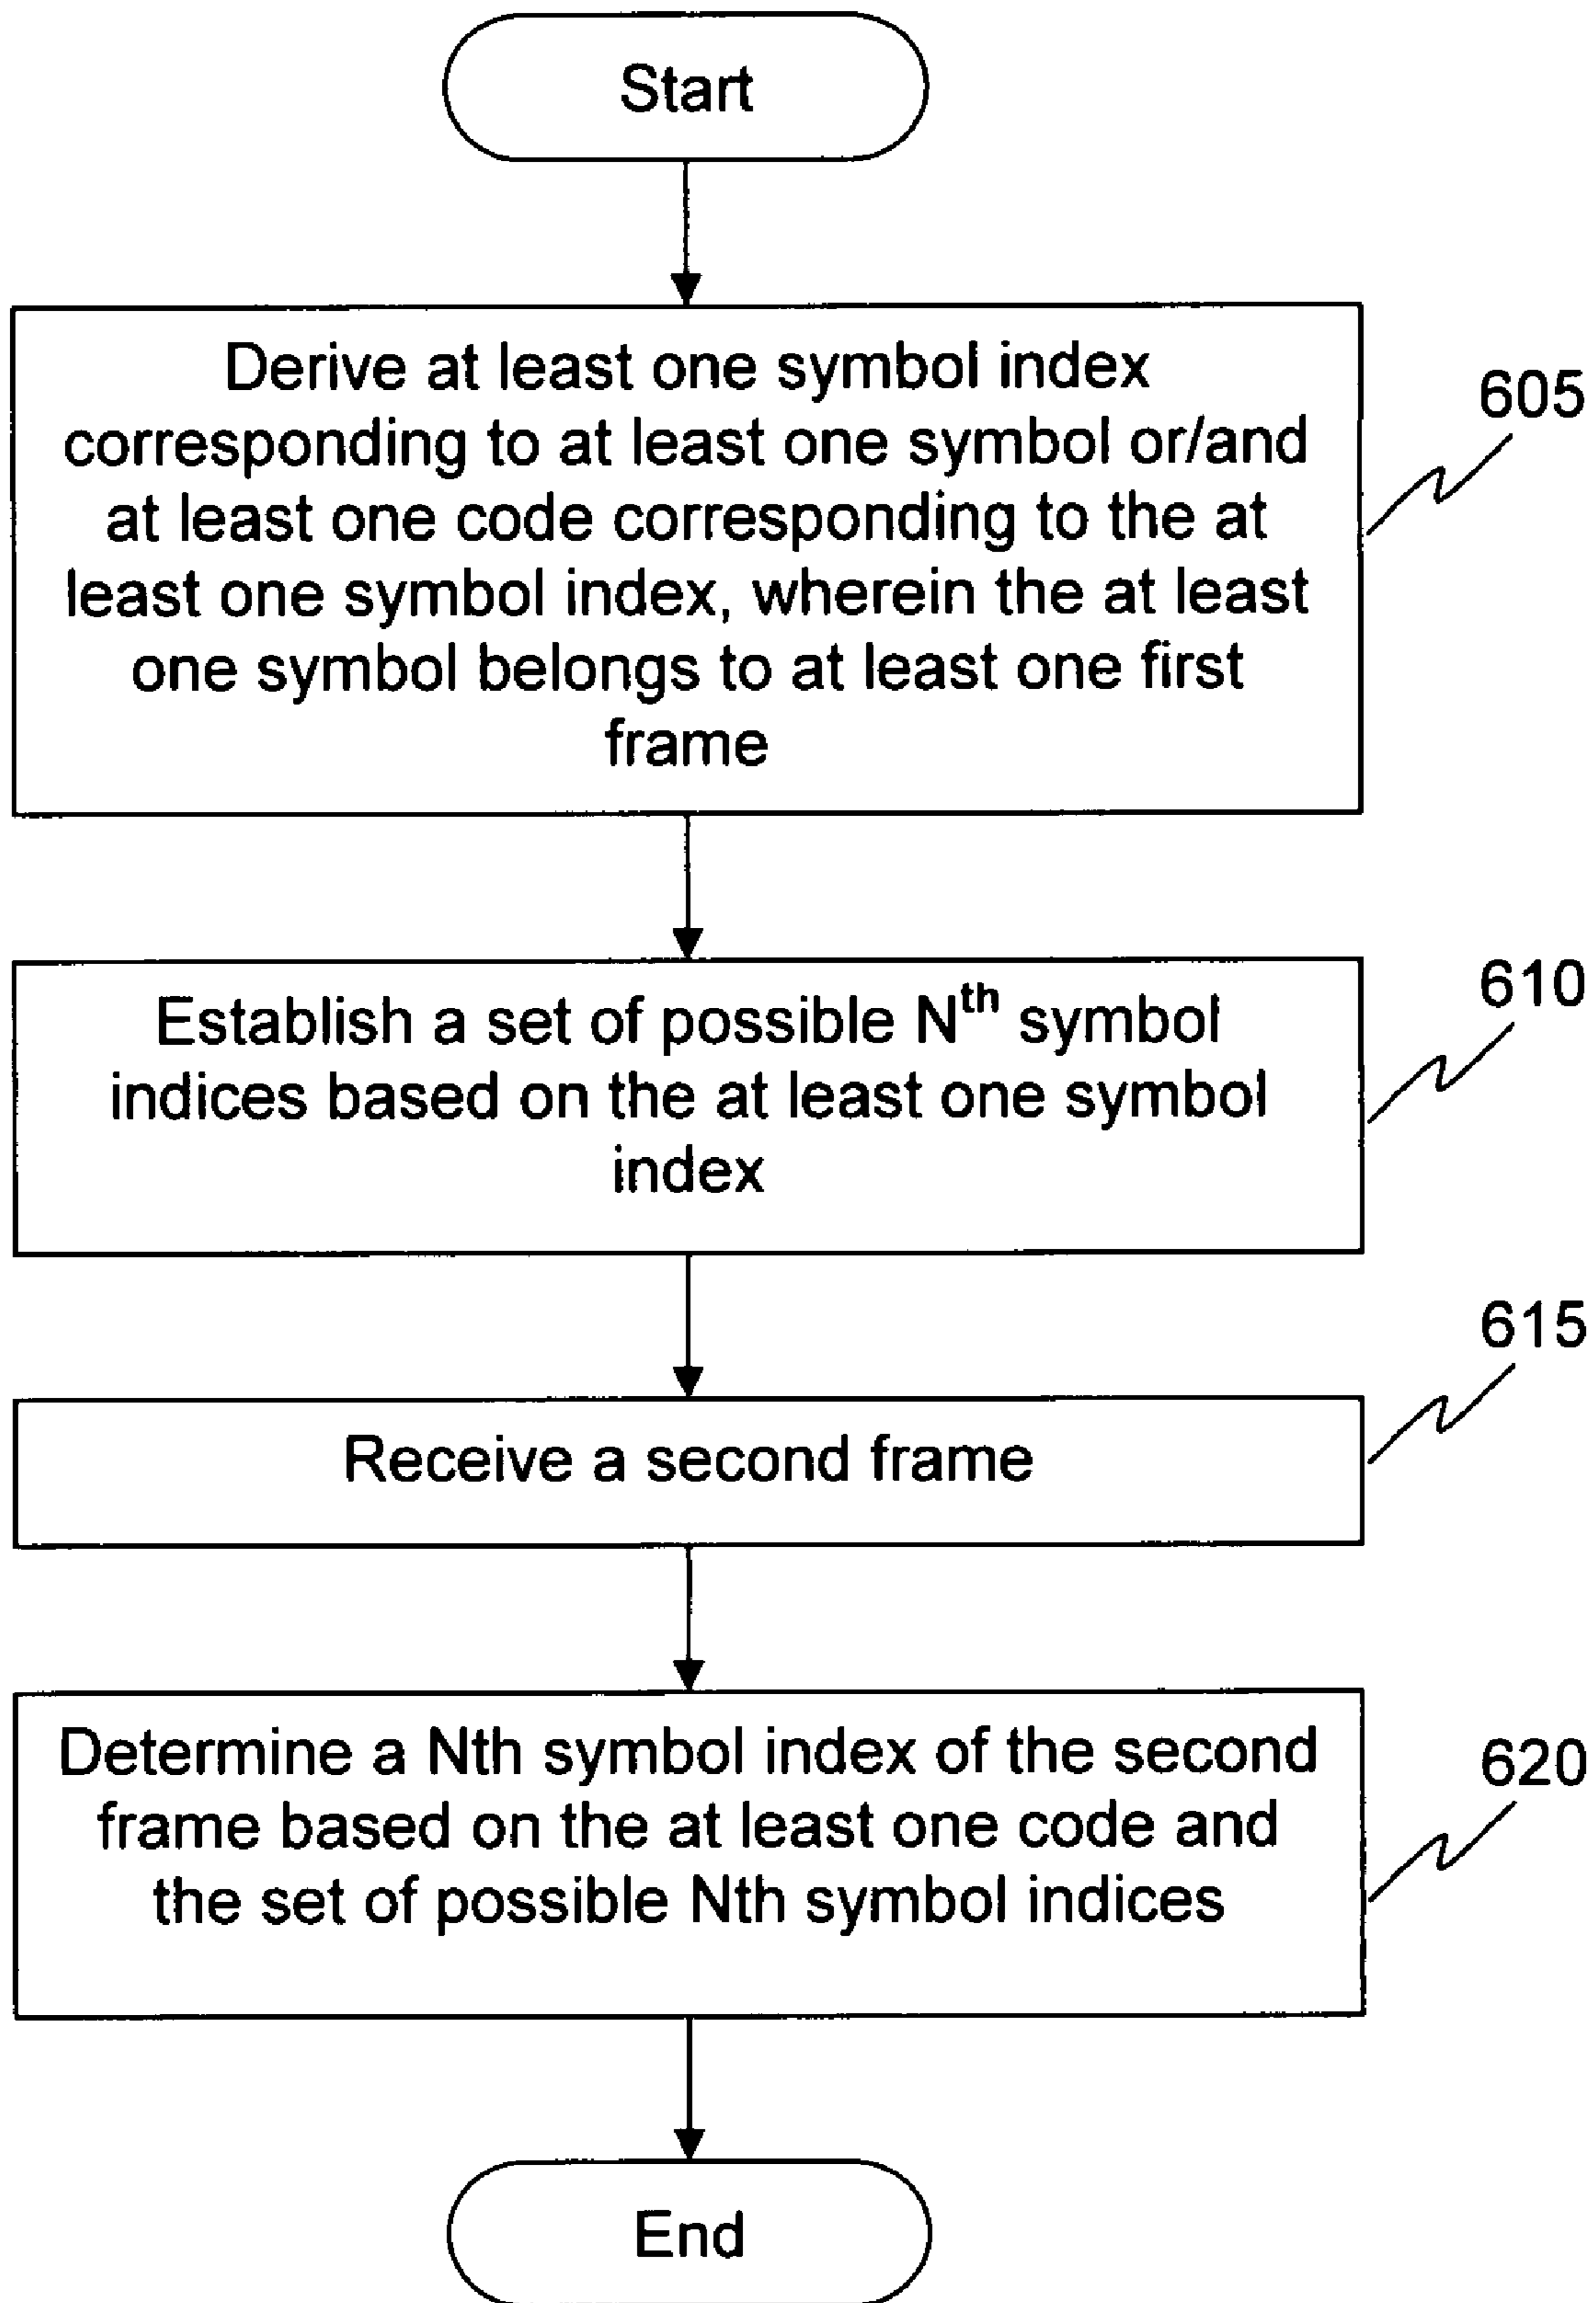 Start
Derive at least one symbol index
corresponding to at least one symbol or/and
at least one code corresponding to the at
least one symbol index, wherein the at least
one symbol belongs to at least one first
frame
605
Establish a set of possible Nth symbol
indices based on the at least one symbol
index
610
Receive a second frame
615
Determine a Nth symbol index of the second
frame based on the at least one code and
the set of possible Nth symbol indices
620
End